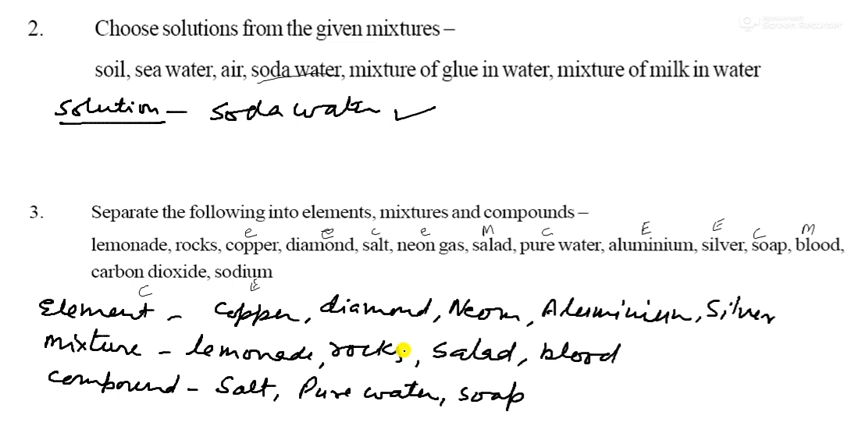 2. Choose solutions from the given mixtures –
soil, sea water, air, soda water, mixture of glue in water, mixture of milk in water
Solution – soda water ✓
3. Separate the following into elements, mixtures and compounds –
e e c e M C E E C M
lemonade, rocks, copper, diamond, salt, neon gas, salad, pure water, aluminium, silver, soap, blood,
carbon dioxide, sodium
C E
Element – Copper, diamond, Neon, Aluminium, Silver
mixture – lemonade, rocks, salad, blood
compound – Salt, Pure water, soap